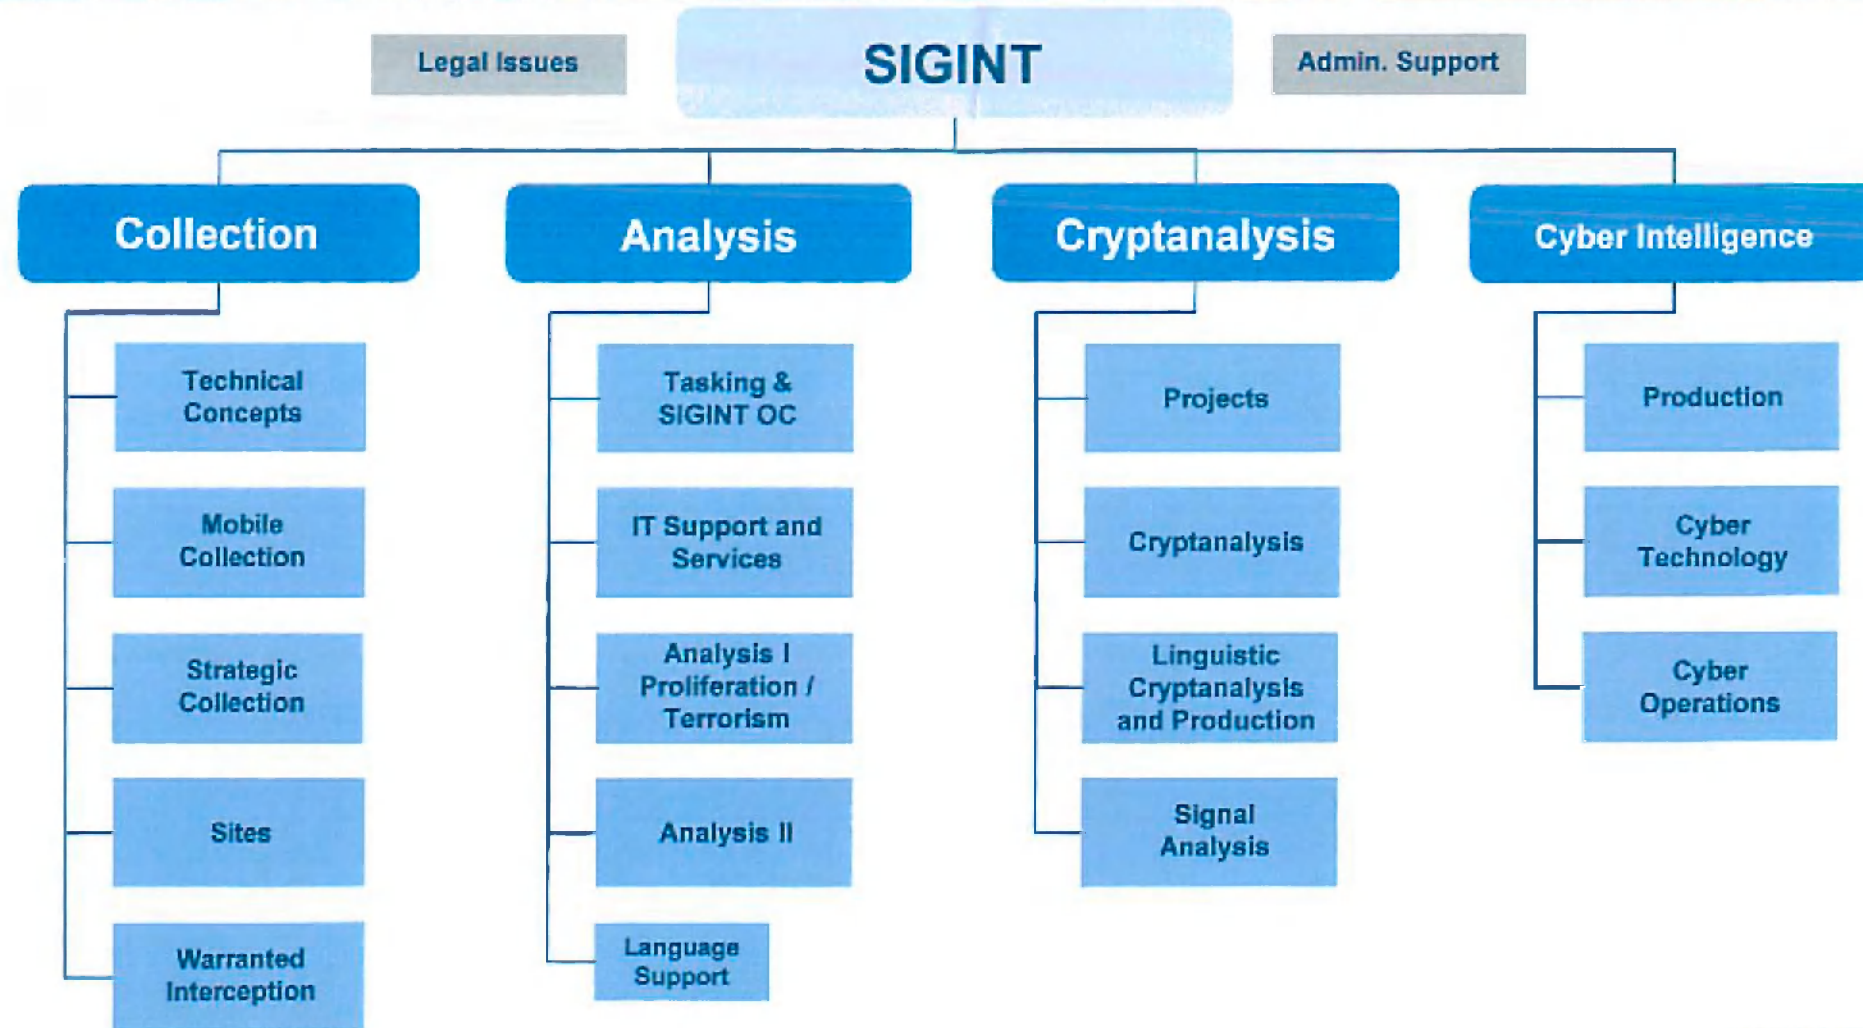 Legal Issues
SIGINT
Admin. Support
Collection
Analysis
Cryptanalysis
Cyber Intelligence
Technical
Concepts
Mobile
Collection
Strategic
Collection
Sites
Warranted
Interception
Tasking &
SIGINT OC
IT Support and
Services
Analysis I
Proliferation /
Terrorism
Analysis II
Language
Support
Projects
Cryptanalysis
Linguistic
Cryptanalysis
and Production
Signal
Analysis
Production
Cyber
Technology
Cyber
Operations